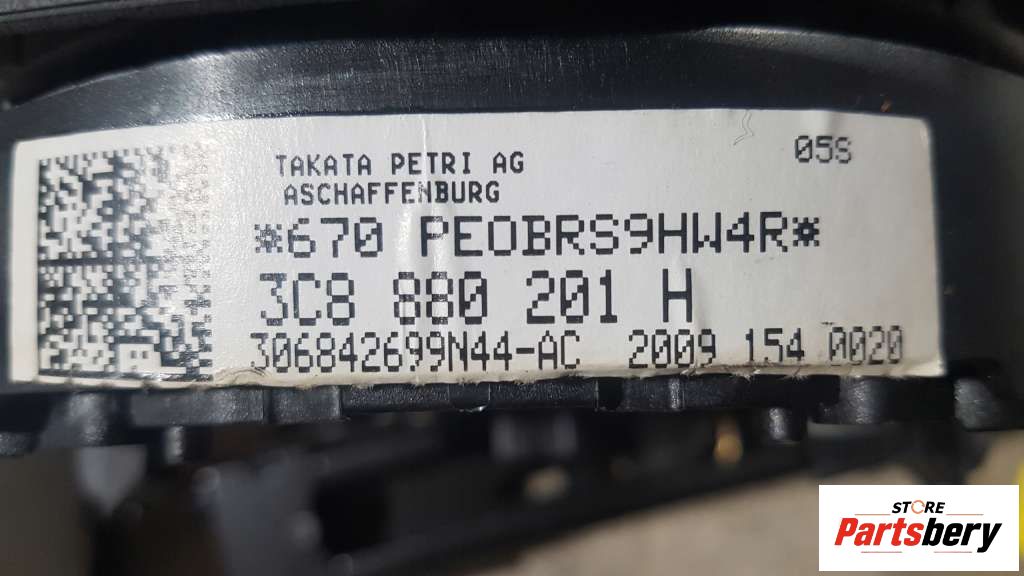 TAKATA PETRI AG
05S
ASCHAFFENBURG
*670 PEOBRS9HW4R*
3C8 880 201 H
306842699N44-AC 2009 154 0020
STORE
Partsbery